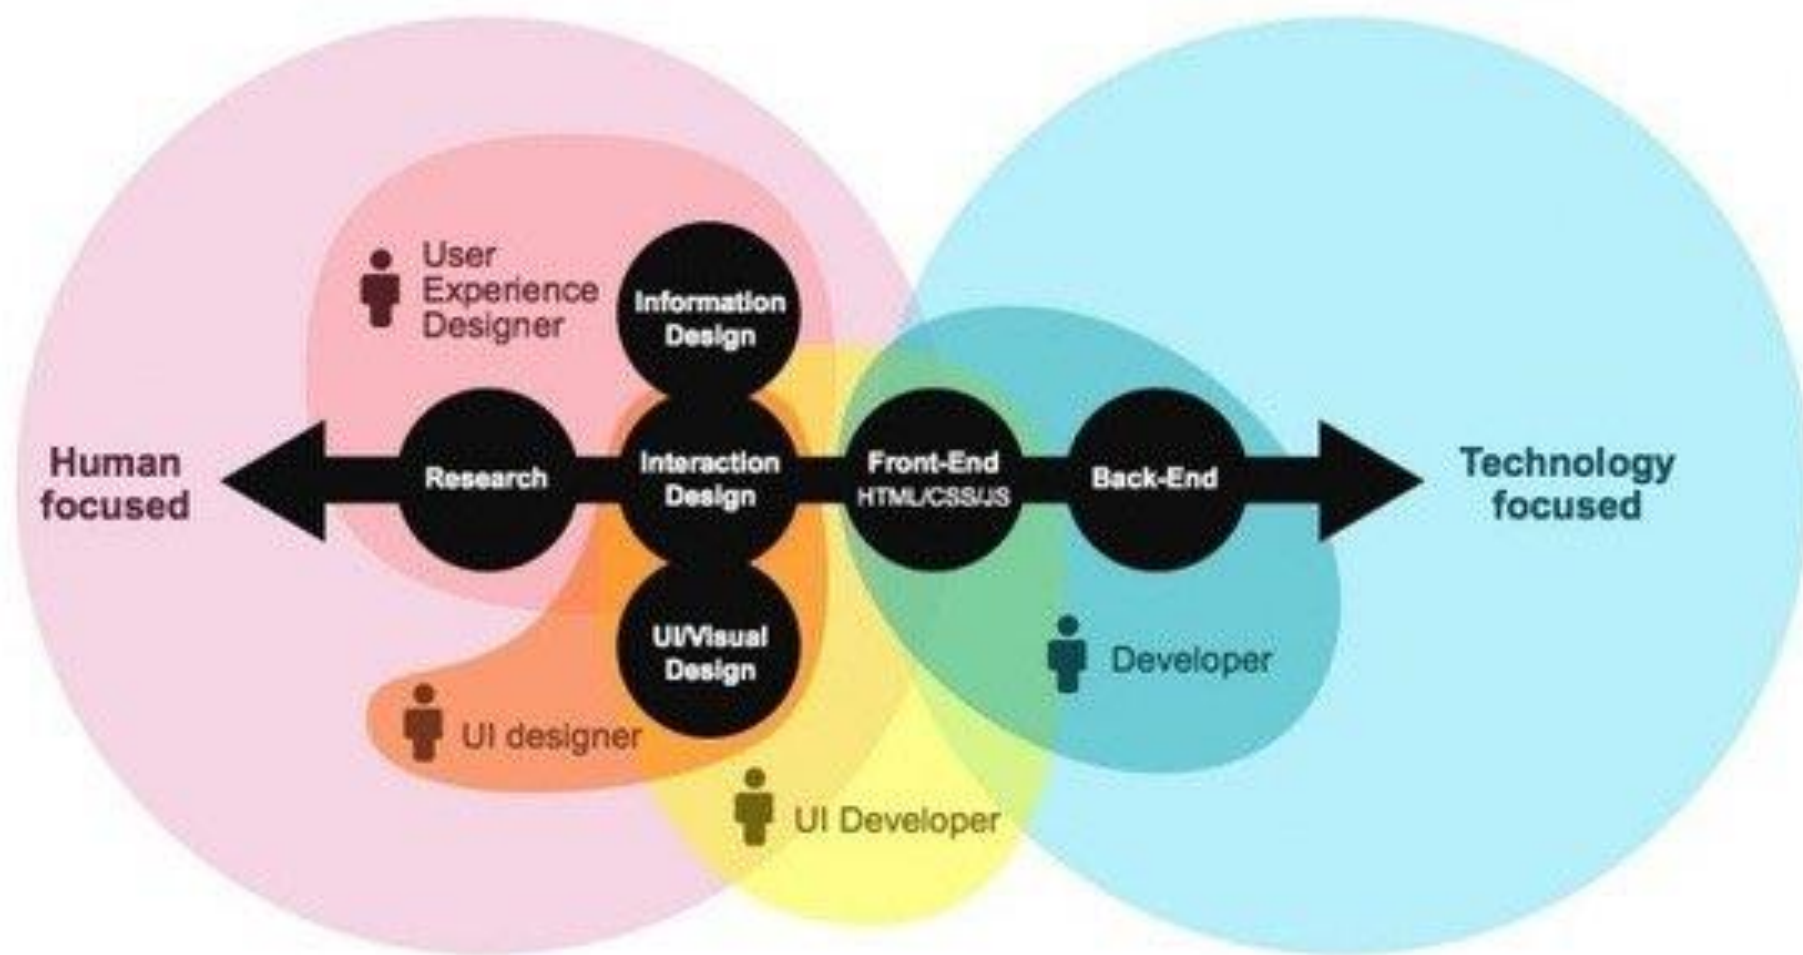 User
Experience
Designer
Information
Design
Human
focused
Research
Interaction
Design
Front-End
HTML/CSS/JS
Back-End
Technology
focused
UI/Visual
Design
UI designer
Developer
UI Developer